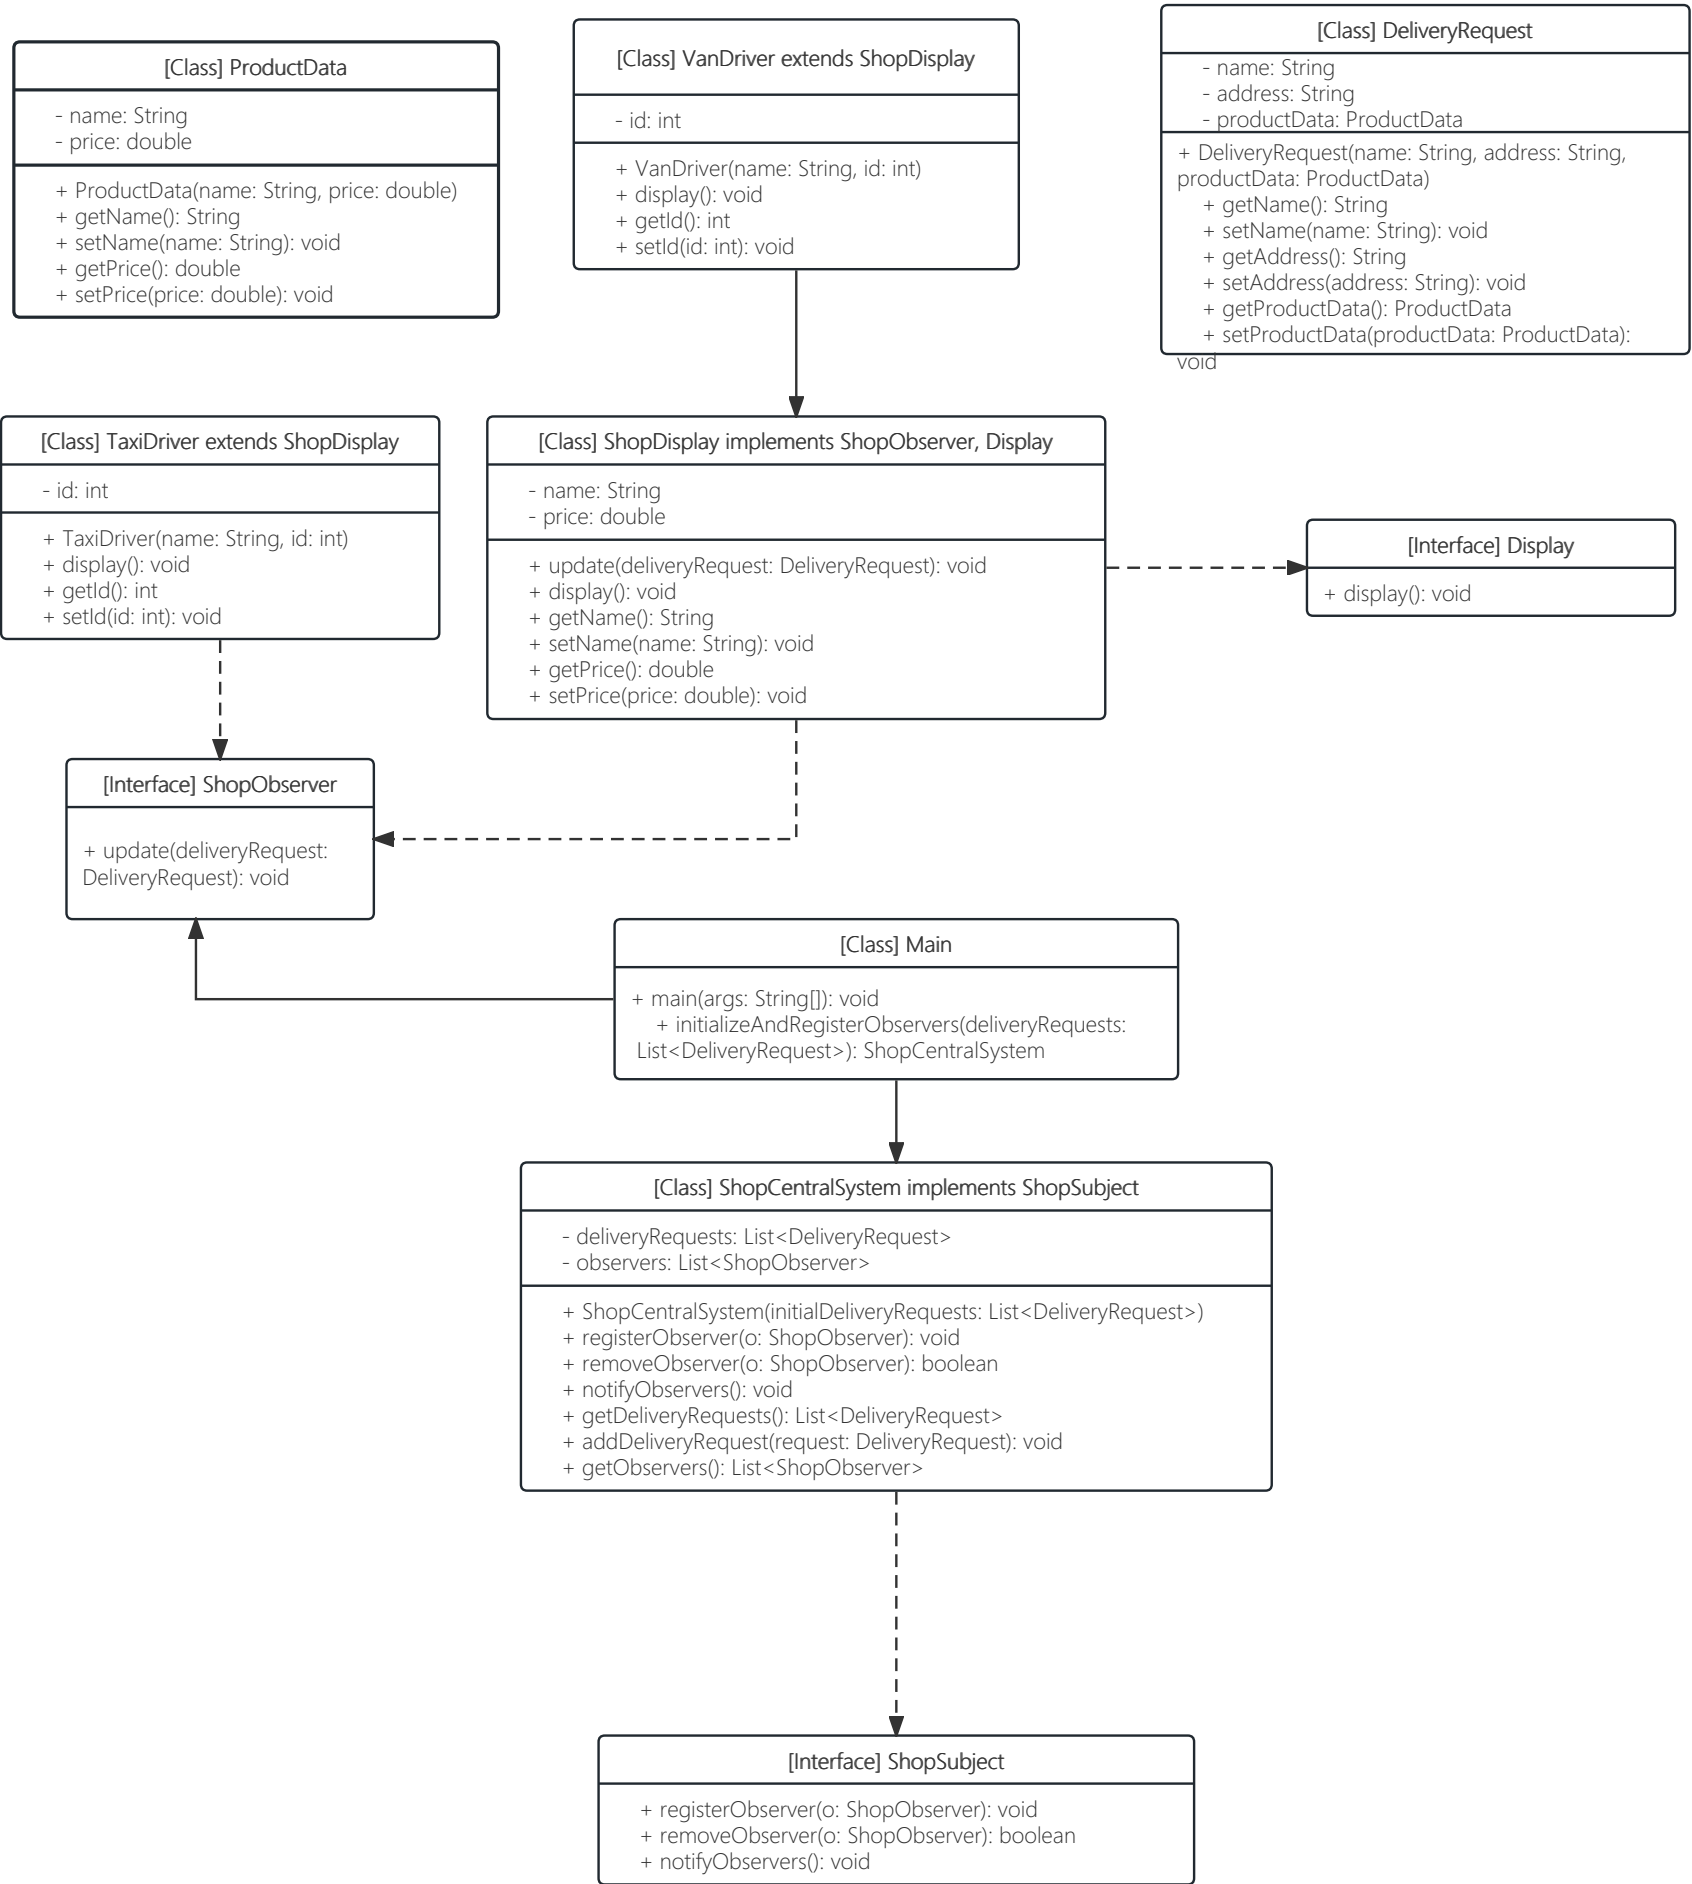 [Class] ProductData
- name: String
- price: double
+ ProductData(name: String, price: double)
+ getName(): String
+ setName(name: String): void
+ getPrice(): double
+ setPrice(price: double): void
[Class] VanDriver extends ShopDisplay
- id: int
+ VanDriver(name: String, id: int)
+ display(): void
+ getId(): int
+ setId(id: int): void
[Class] DeliveryRequest
- name: String
- address: String
- productData: ProductData
+ DeliveryRequest(name: String, address: String,
productData: ProductData)
+ getName(): String
+ setName(name: String): void
+ getAddress(): String
+ setAddress(address: String): void
+ getProductData(): ProductData
+ setProductData(productData: ProductData):
void
[Class] TaxiDriver extends ShopDisplay
- id: int
+ TaxiDriver(name: String, id: int)
+ display(): void
+ getId(): int
+ setId(id: int): void
[Class] ShopDisplay implements ShopObserver, Display
- name: String
- price: double
+ update(deliveryRequest: DeliveryRequest): void
+ display(): void
+ getName(): String
+ setName(name: String): void
+ getPrice(): double
+ setPrice(price: double): void
[Interface] Display
+ display(): void
[Interface] ShopObserver
+ update(deliveryRequest:
DeliveryRequest): void
[Class] Main
+ main(args: String[]): void
+ initializeAndRegisterObservers(deliveryRequests:
List<DeliveryRequest>): ShopCentralSystem
[Class] ShopCentralSystem implements ShopSubject
- deliveryRequests: List<DeliveryRequest>
- observers: List<ShopObserver>
+ ShopCentralSystem(initialDeliveryRequests: List<DeliveryRequest>)
+ registerObserver(o: ShopObserver): void
+ removeObserver(o: ShopObserver): boolean
+ notifyObservers(): void
+ getDeliveryRequests(): List<DeliveryRequest>
+ addDeliveryRequest(request: DeliveryRequest): void
+ getObservers(): List<ShopObserver>
[Interface] ShopSubject
+ registerObserver(o: ShopObserver): void
+ removeObserver(o: ShopObserver): boolean
+ notifyObservers(): void